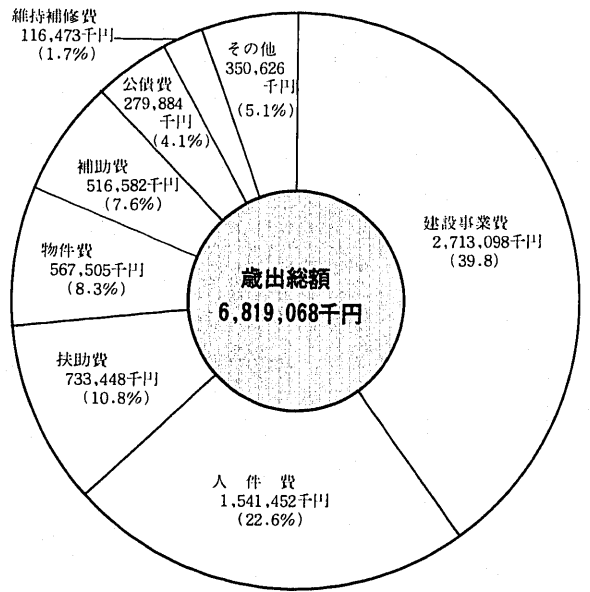 維持補修費
116,473千円
(1.7%)
その他
350,626
千円
(5.1%)
公債費
279,884
千円
(4.1%)
補助費
516,582千円
(7.6%)
物件費
567,505千円
(8.3%)
扶助費
733,448千円
(10.8%)
人件費
1,541,452千円
(22.6%)
建設事業費
2,713,098千円
(39.8)
歳出総額
6,819,068千円